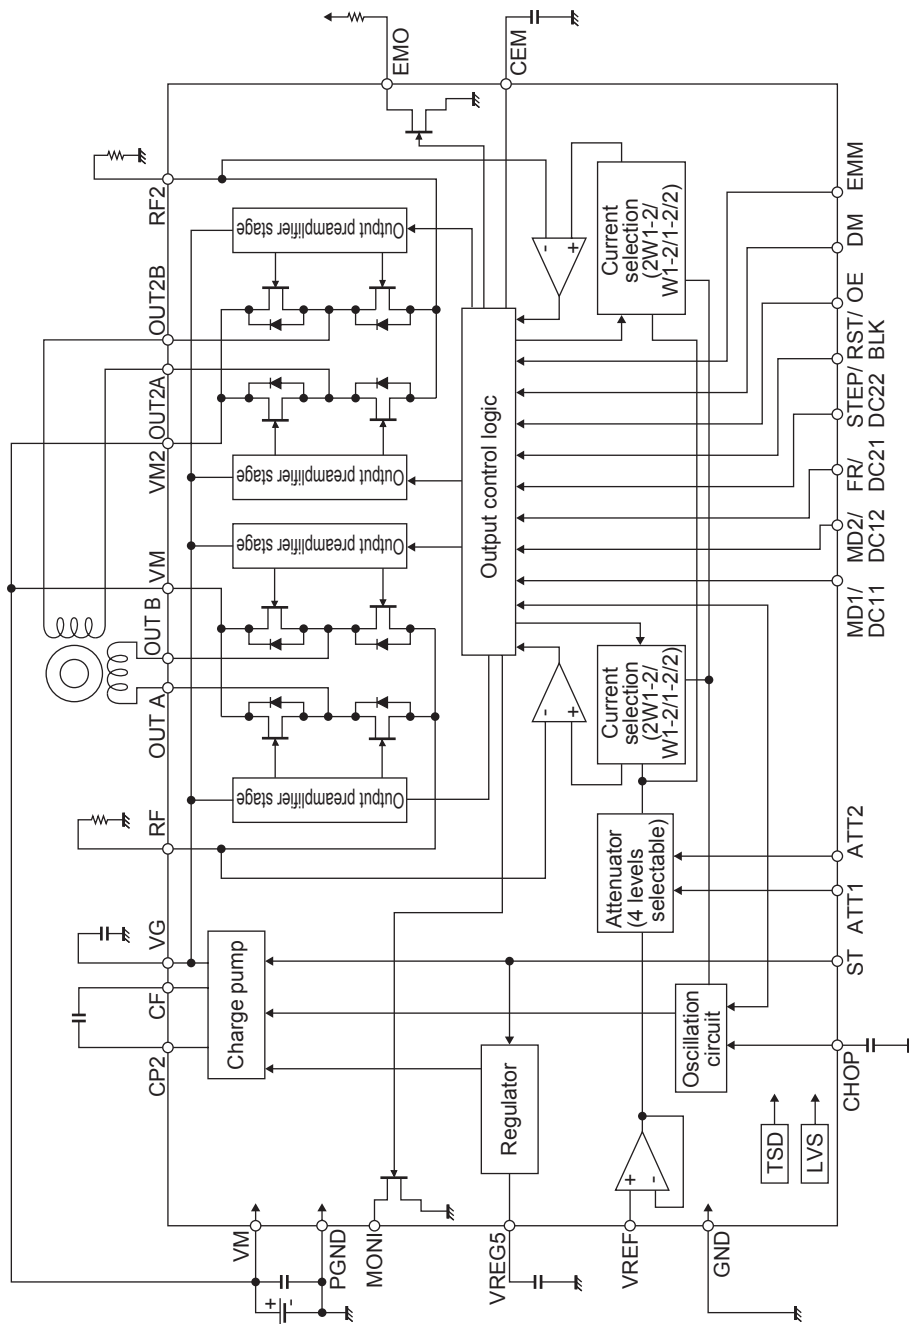 EMO
CEM
RF2
OUT2B
OUT2A
VM2
VM
OUT B
OUT A
RF
VG
CF
CP2
Output preamplifier stage
Output preamplifier stage
Output preamplifier stage
Output preamplifier stage
Charge pump
Output control logic
-
+
Current
selection
(2W1-2/
W1-2/1-2/2)
-
+
Current
selection
(2W1-2/
W1-2/1-2/2)
Attenuator
(4 levels
selectable)
Oscillation
circuit
Regulator
+
-
TSD
LVS
EMM
DM
OE
RST/
BLK
STEP/
DC22
FR/
DC21
MD2/
DC12
MD1/
DC11
ATT2
ATT1
ST
CHOP
+
-
VM
PGND
MONI
VREG5
VREF
GND